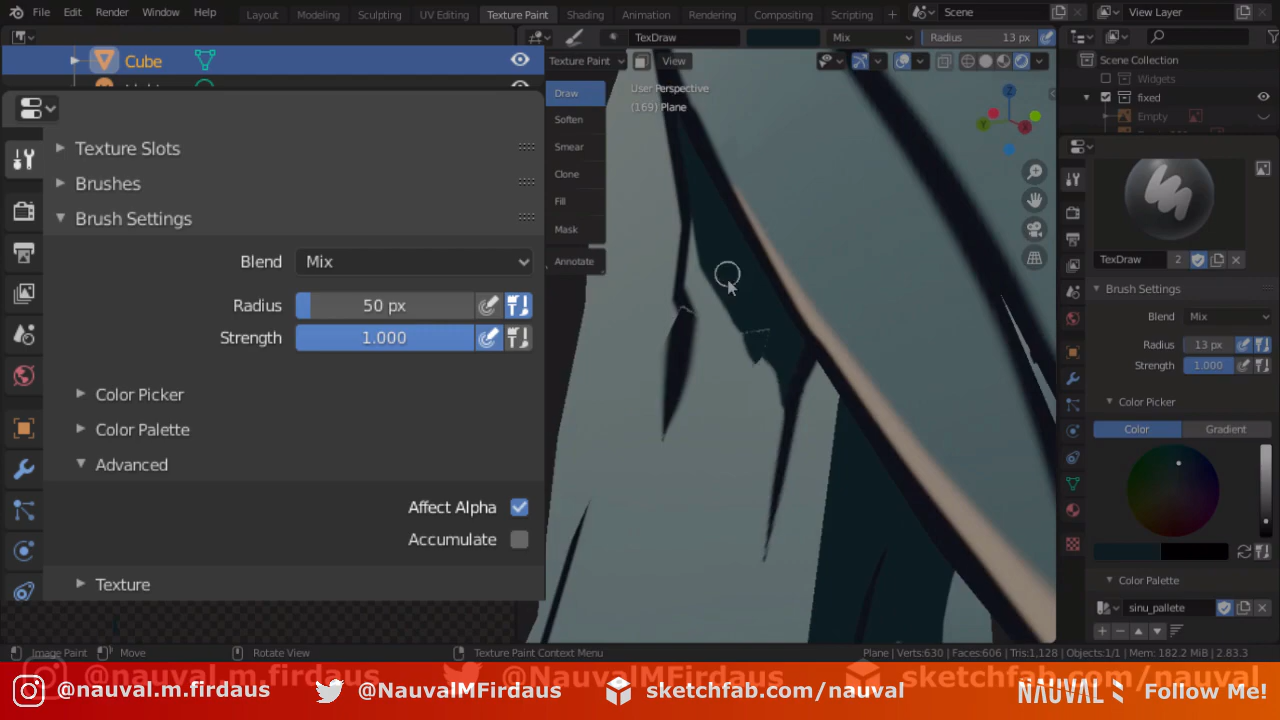 File Edit Render Window Help Layout Modeling Sculpting UV Editing Texture Paint Shading Animation Rendering Compositing Scripting + Scene View Layer
TexDraw Mix Radius 13 px
Cube
Texture Paint View
User Perspective
(169) Plane
Draw
Soften
Smear
Clone
Fill
Mask
Annotate
Texture Slots
Brushes
Brush Settings
Blend Mix
Radius 50 px
Strength 1.000
Color Picker
Color Palette
Advanced
Affect Alpha
Accumulate
Texture
Scene Collection
Widgets
fixed
Empty
TexDraw 2
Brush Settings
Blend Mix
Radius 13 px
Strength 1.000
Color Picker
Color Gradient
Color Palette
sinu_pallete
Image Paint Move Rotate View Texture Paint Context Menu Plane | Verts:630 | Faces:606 | Tris:1,128 | Objects:1/1 | Mem: 182.2 MiB | 2.83.3
@nauval.m.firdaus @NauvalMFirdaus sketchfab.com/nauval NAUVAL Follow Me!